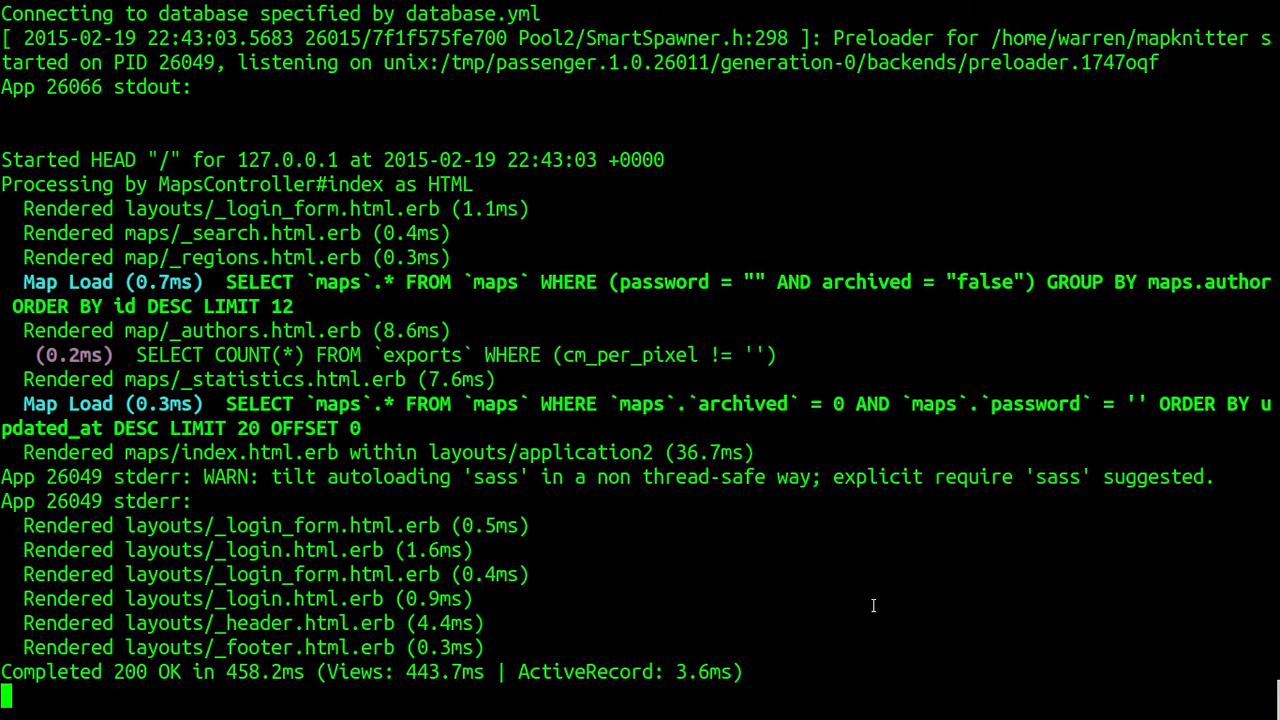 Connecting to database specified by database.yml
[ 2015-02-19 22:43:03.5683 26015/7f1f575fe700 Pool2/SmartSpawner.h:298 ]: Preloader for /home/warren/mapknitter s
tarted on PID 26049, listening on unix:/tmp/passenger.1.0.26011/generation-0/backends/preloader.1747oqf
App 26066 stdout:
Started HEAD "/" for 127.0.0.1 at 2015-02-19 22:43:03 +0000
Processing by MapsController#index as HTML
  Rendered layouts/_login_form.html.erb (1.1ms)
  Rendered maps/_search.html.erb (0.4ms)
  Rendered map/_regions.html.erb (0.3ms)
  Map Load (0.7ms)  SELECT `maps`.* FROM `maps` WHERE (password = "" AND archived = "false") GROUP BY maps.author
 ORDER BY id DESC LIMIT 12
  Rendered map/_authors.html.erb (8.6ms)
   (0.2ms)  SELECT COUNT(*) FROM `exports` WHERE (cm_per_pixel != '')
  Rendered maps/_statistics.html.erb (7.6ms)
  Map Load (0.3ms)  SELECT `maps`.* FROM `maps` WHERE `maps`.`archived` = 0 AND `maps`.`password` = '' ORDER BY u
pdated_at DESC LIMIT 20 OFFSET 0
  Rendered maps/index.html.erb within layouts/application2 (36.7ms)
App 26049 stderr: WARN: tilt autoloading 'sass' in a non thread-safe way; explicit require 'sass' suggested.
App 26049 stderr:
  Rendered layouts/_login_form.html.erb (0.5ms)
  Rendered layouts/_login.html.erb (1.6ms)
  Rendered layouts/_login_form.html.erb (0.4ms)
  Rendered layouts/_login.html.erb (0.9ms)
  Rendered layouts/_header.html.erb (4.4ms)
  Rendered layouts/_footer.html.erb (0.3ms)
Completed 200 OK in 458.2ms (Views: 443.7ms | ActiveRecord: 3.6ms)